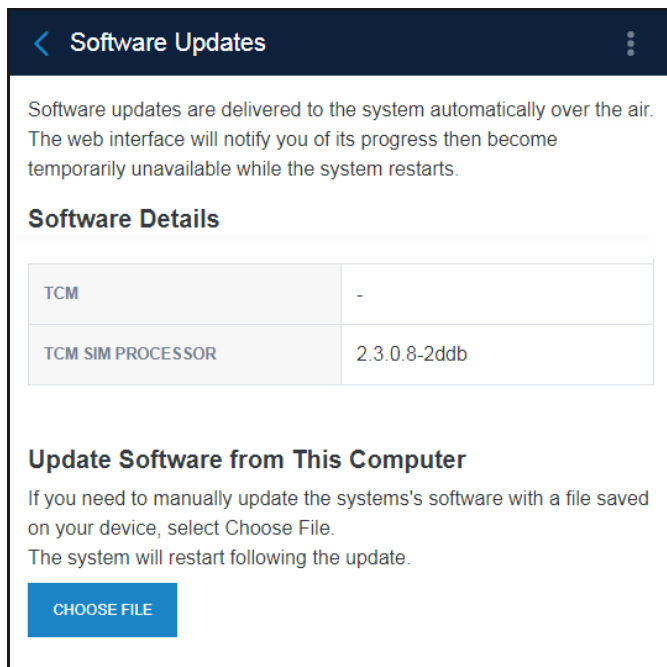 Software Updates
Software updates are delivered to the system automatically over the air.
The web interface will notify you of its progress then become
temporarily unavailable while the system restarts.
Software Details
TCM -
TCM SIM PROCESSOR 2.3.0.8-2ddb
Update Software from This Computer
If you need to manually update the systems's software with a file saved
on your device, select Choose File.
The system will restart following the update.
CHOOSE FILE